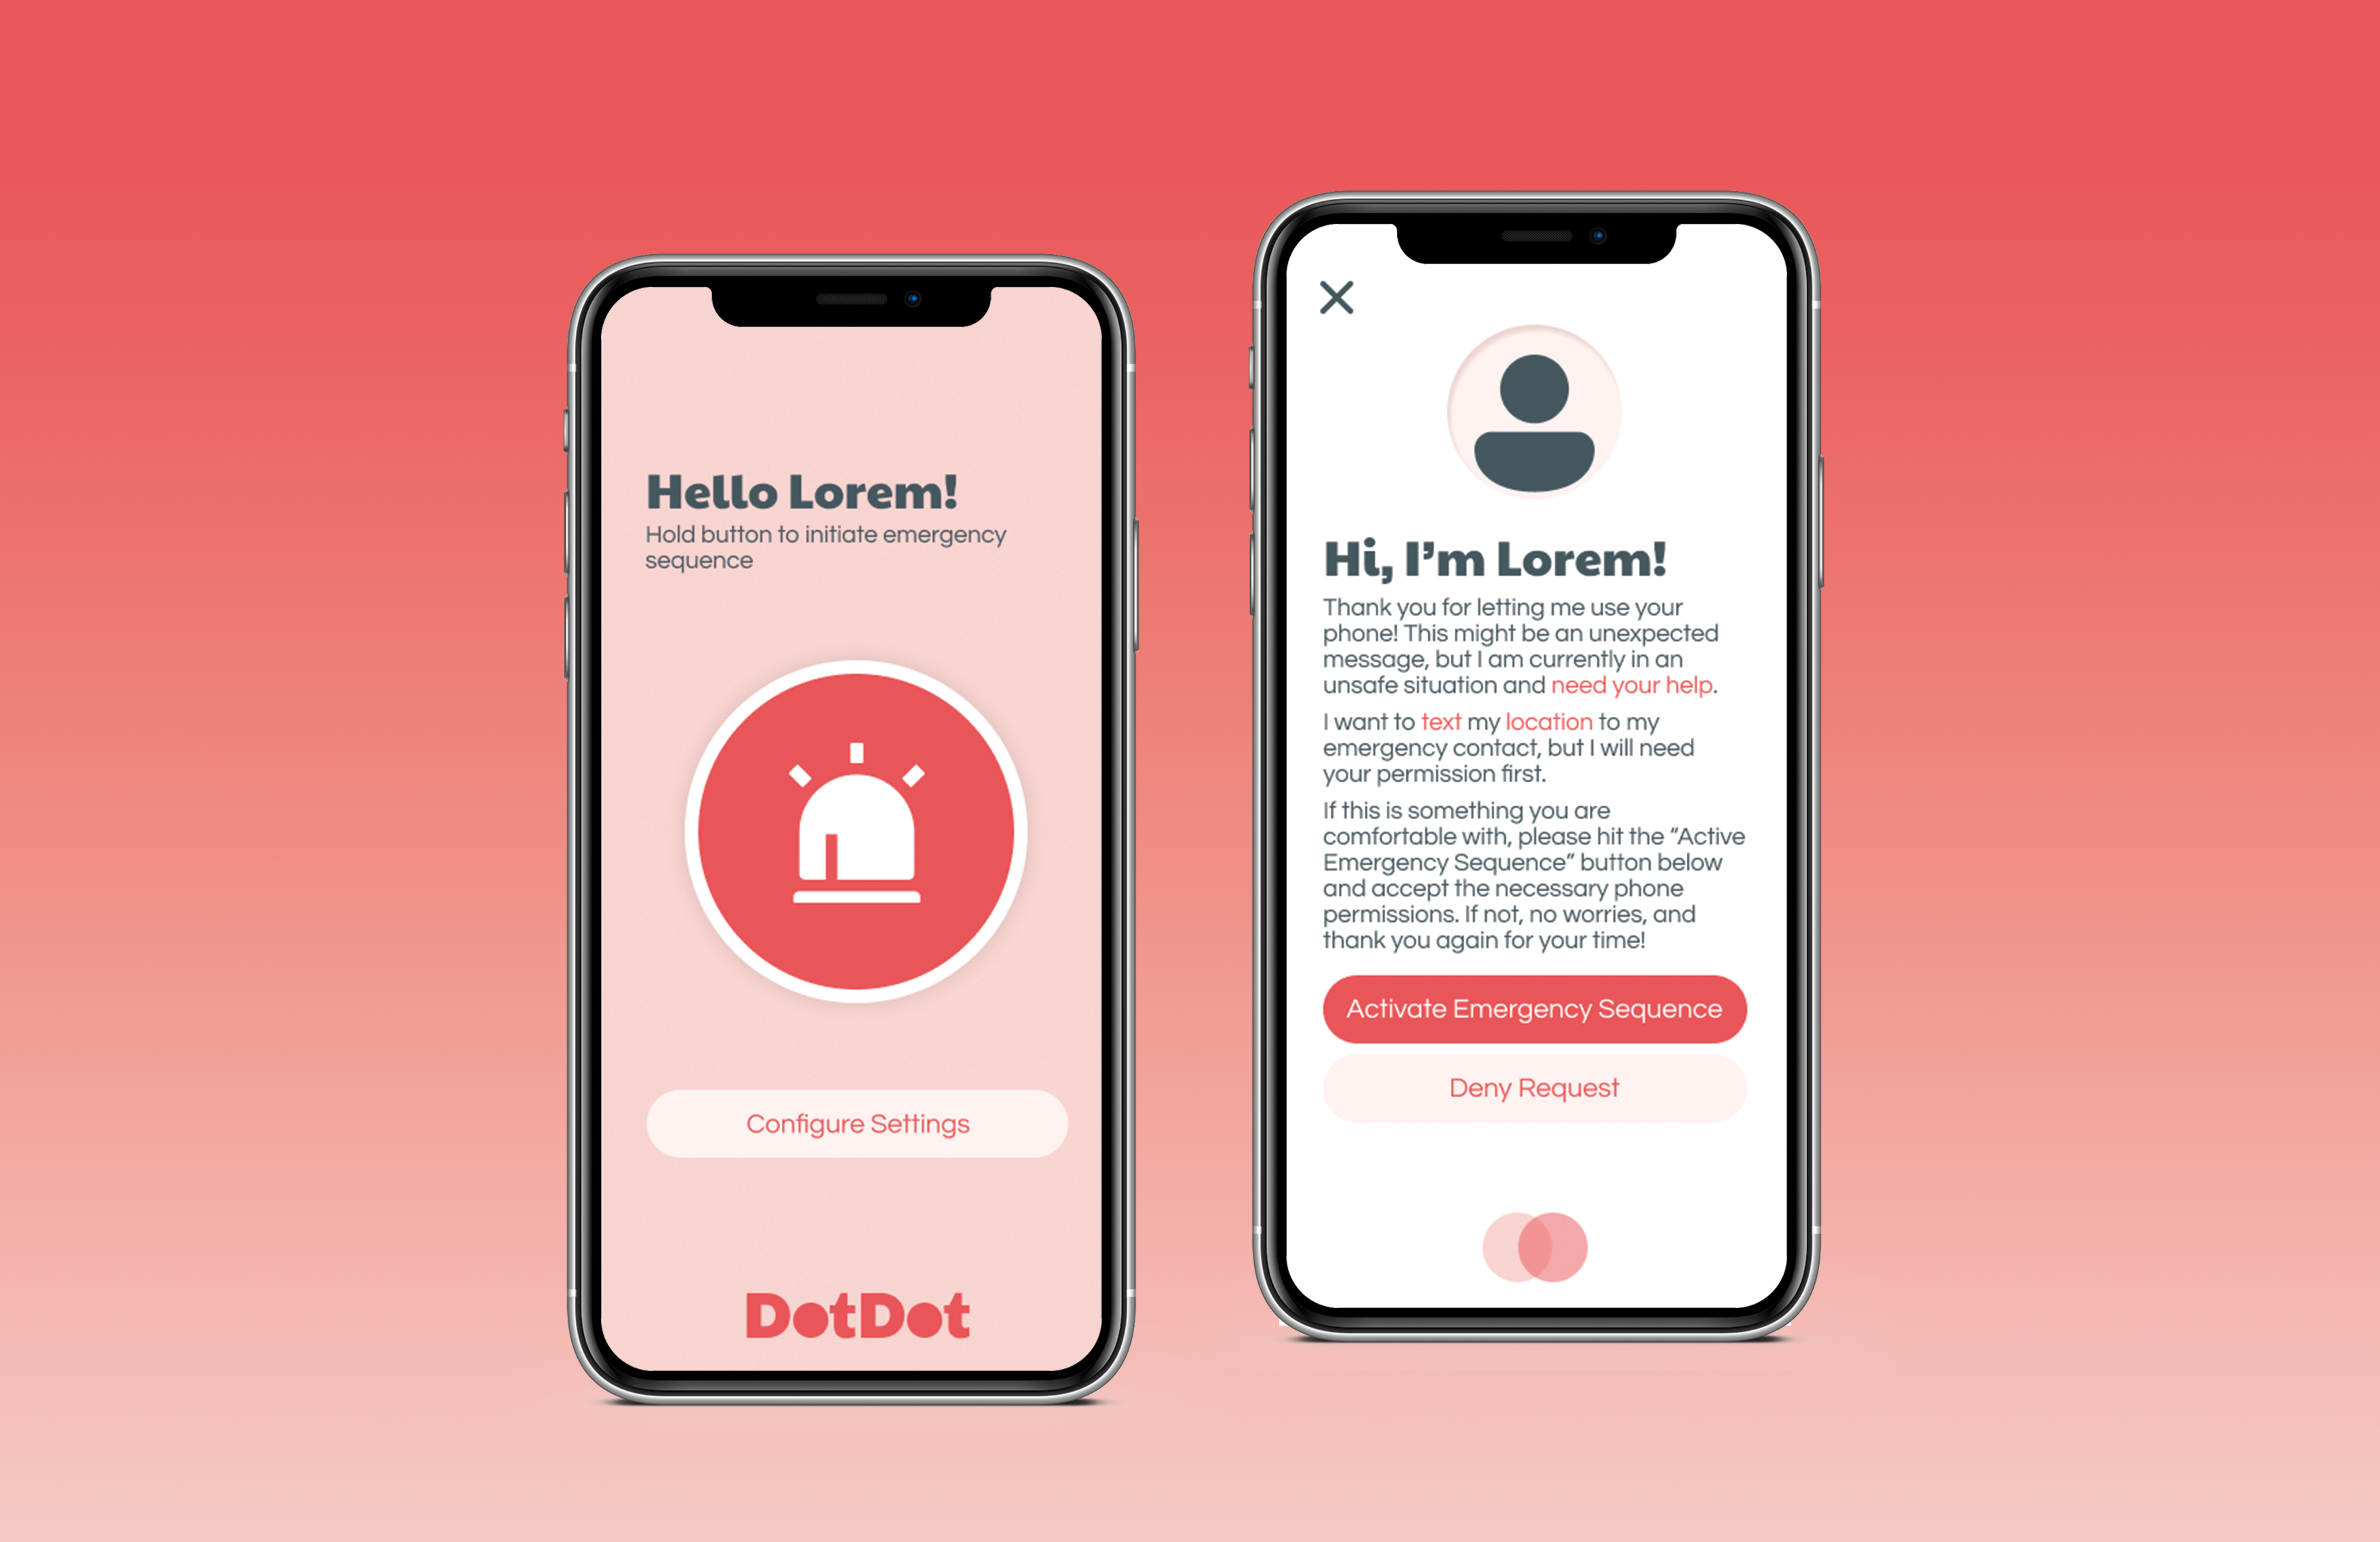 Hello Lorem!
Hold button to initiate emergency
sequence
Configure Settings
DotDot
Hi, I'm Lorem!
Thank you for letting me use your
phone! This might be an unexpected
message, but I am currently in an
unsafe situation and need your help.
I want to text my location to my
emergency contact, but I will need
your permission first.
If this is something you are
comfortable with, please hit the “Active
Emergency Sequence” button below
and accept the necessary phone
permissions. If not, no worries, and
thank you again for your time!
Activate Emergency Sequence
Deny Request